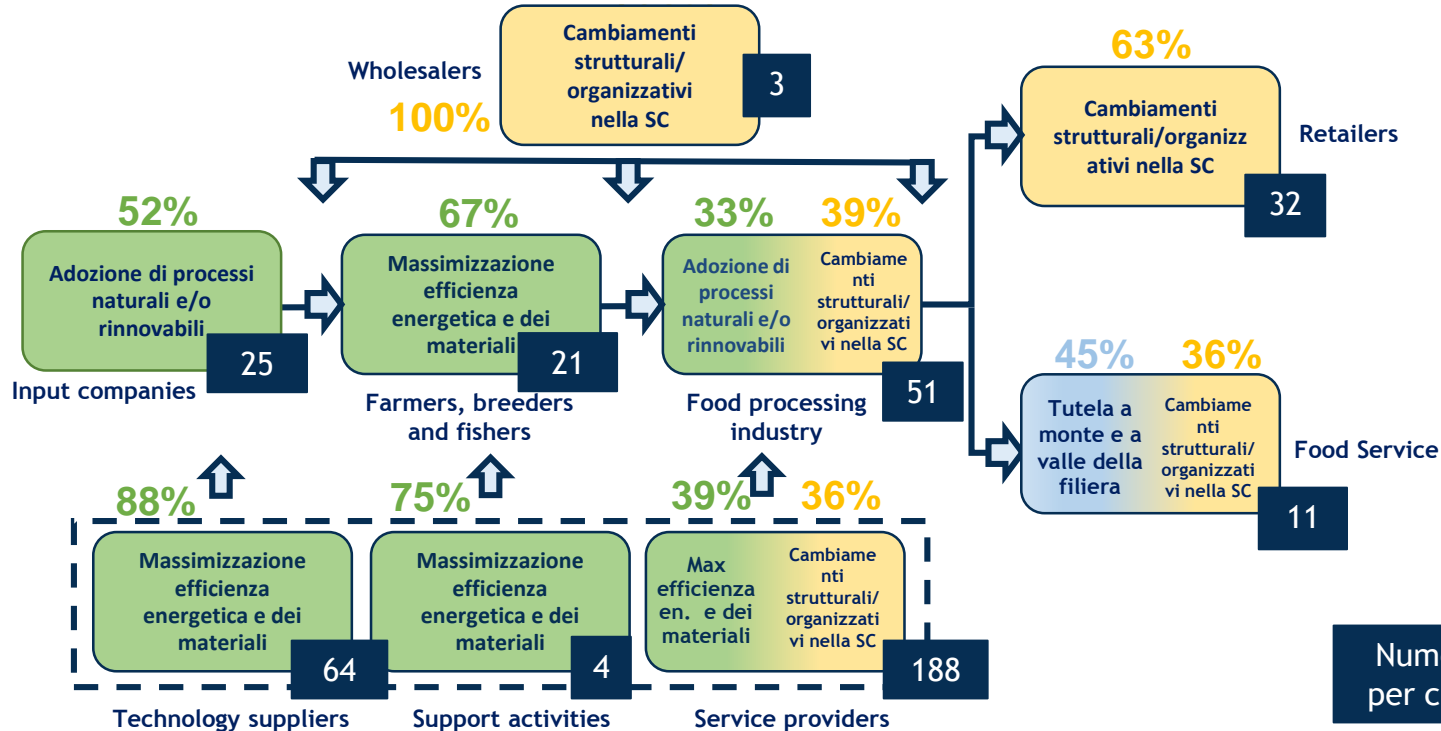 Wholesalers
100%
Cambiamenti
strutturali/
organizzativi
nella SC
3
63%
Cambiamenti
strutturali/organizz
ativi nella SC
32
Retailers
52%
Adozione di processi
naturali e/o
rinnovabili
25
Input companies
67%
Massimizzazione
efficienza
energetica e dei
materiali
21
Farmers, breeders
and fishers
33%
39%
Adozione di
processi
naturali e/o
rinnovabili
Cambiame
nti
strutturali/
organizzati
vi nella SC
51
Food processing
industry
45%
36%
Tutela a
monte e a
valle della
filiera
Cambiame
nti
strutturali/
organizzati
vi nella SC
11
Food Service
88%
Massimizzazione
efficienza
energetica e dei
materiali
64
Technology suppliers
75%
Massimizzazione
efficienza
energetica e dei
materiali
4
Support activities
39%
36%
Max
efficienza
en. e dei
materiali
Cambiame
nti
strutturali/
organizzati
vi nella SC
188
Service providers
Num
per c